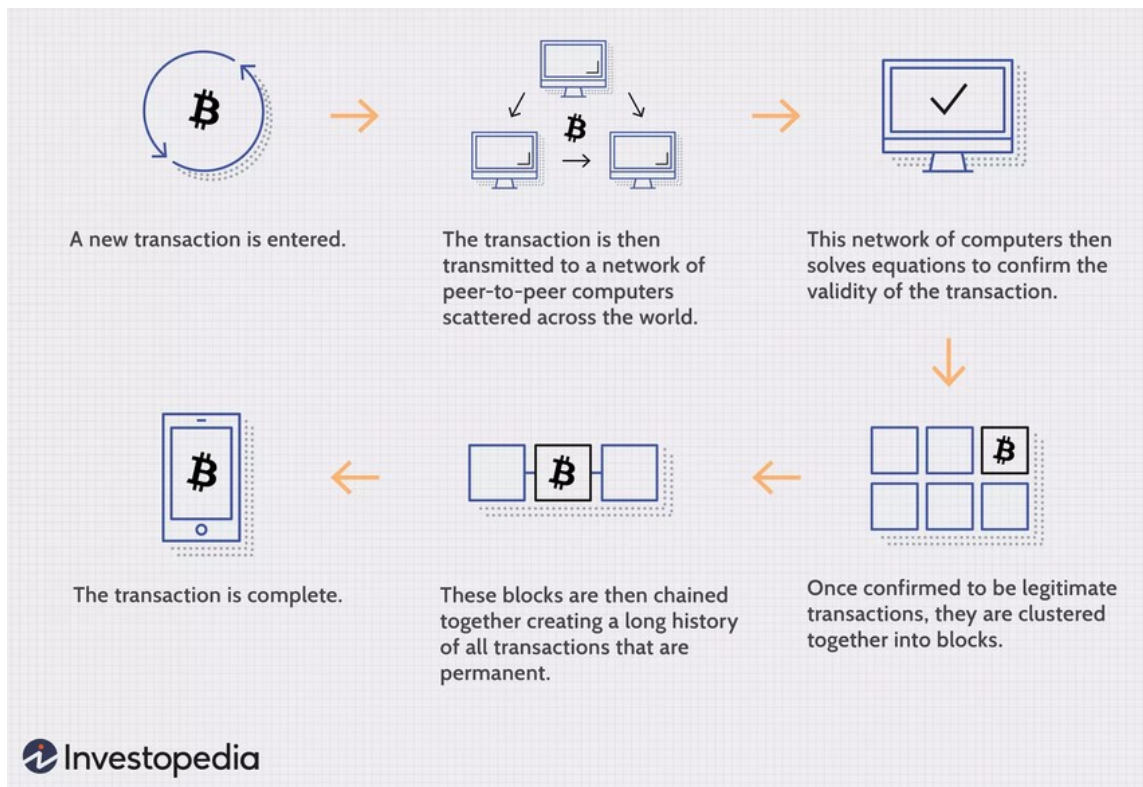 A new transaction is entered.
The transaction is then
transmitted to a network of
peer-to-peer computers
scattered across the world.
This network of computers then
solves equations to confirm the
validity of the transaction.
Once confirmed to be legitimate
transactions, they are clustered
together into blocks.
These blocks are then chained
together creating a long history
of all transactions that are
permanent.
The transaction is complete.
Investopedia